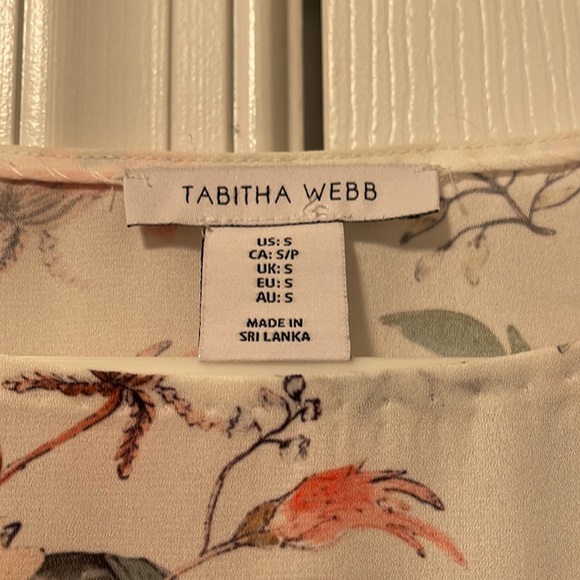 TABITHA WEBB
US: S
CA: S/P
UK: S
EU: S
AU: S
MADE IN
SRI LANKA